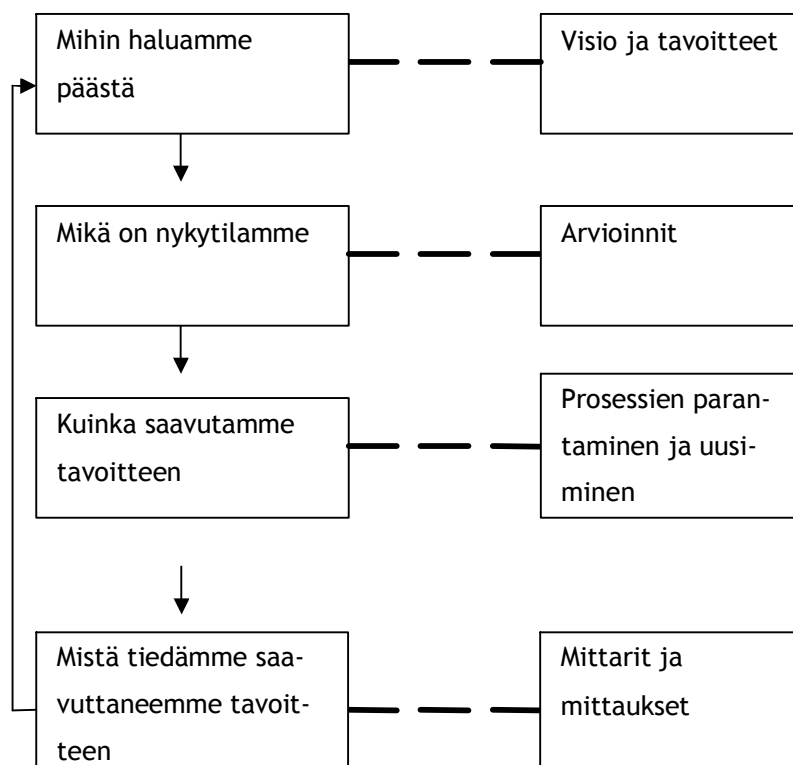 Mihin haluamme
päästä
Visio ja tavoitteet
Mikä on nykytilamme
Arvioinnit
Kuinka saavutamme
tavoitteen
Prosessien paran-
taminen ja uusi-
minen
Mistä tiedämme saa-
vuttaneemme tavoit-
teen
Mittarit ja
mittaukset